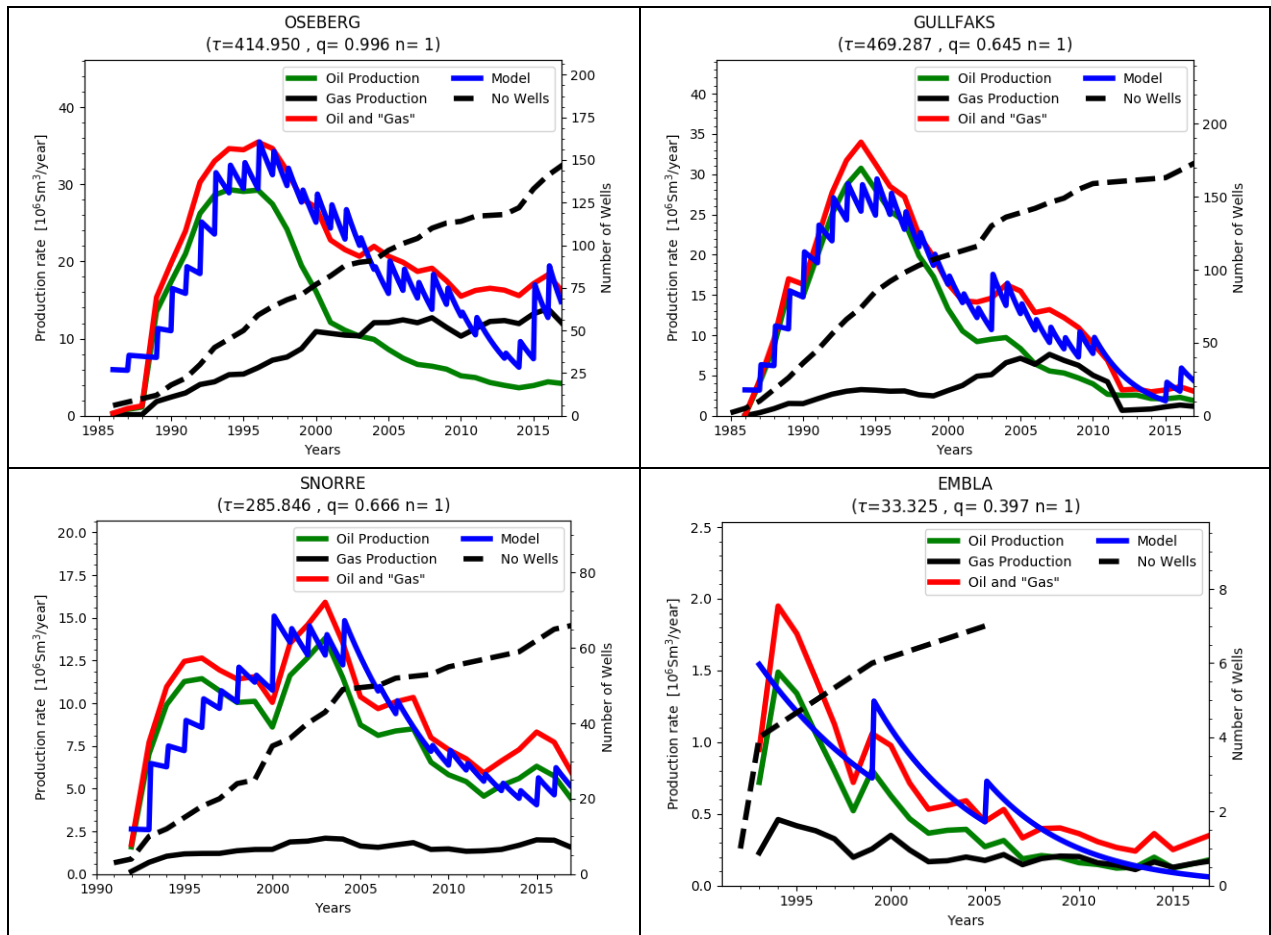 OSEBERG
(τ=414.950 , q= 0.996 n= 1)
Oil Production
Gas Production
Oil and "Gas"
Model
No Wells
Production rate [10⁶Sm³/year]
40
30
20
10
0
200
175
150
125
100
75
50
25
0
Number of Wells
1985 1990 1995 2000 2005 2010 2015
Years
GULLFAKS
(τ=469.287 , q= 0.645 n= 1)
Oil Production
Gas Production
Oil and "Gas"
Model
No Wells
Production rate [10⁶Sm³/year]
40
35
30
25
20
15
10
5
0
200
150
100
50
0
Number of Wells
1985 1990 1995 2000 2005 2010 2015
Years
SNORRE
(τ=285.846 , q= 0.666 n= 1)
Oil Production
Gas Production
Oil and "Gas"
Model
No Wells
Production rate [10⁶Sm³/year]
20.0
17.5
15.0
12.5
10.0
7.5
5.0
2.5
0.0
80
60
40
20
0
Number of Wells
1990 1995 2000 2005 2010 2015
Years
EMBLA
(τ=33.325 , q= 0.397 n= 1)
Oil Production
Gas Production
Oil and "Gas"
Model
No Wells
Production rate [10⁶Sm³/year]
2.5
2.0
1.5
1.0
0.5
0.0
8
6
4
2
0
Number of Wells
1995 2000 2005 2010 2015
Years